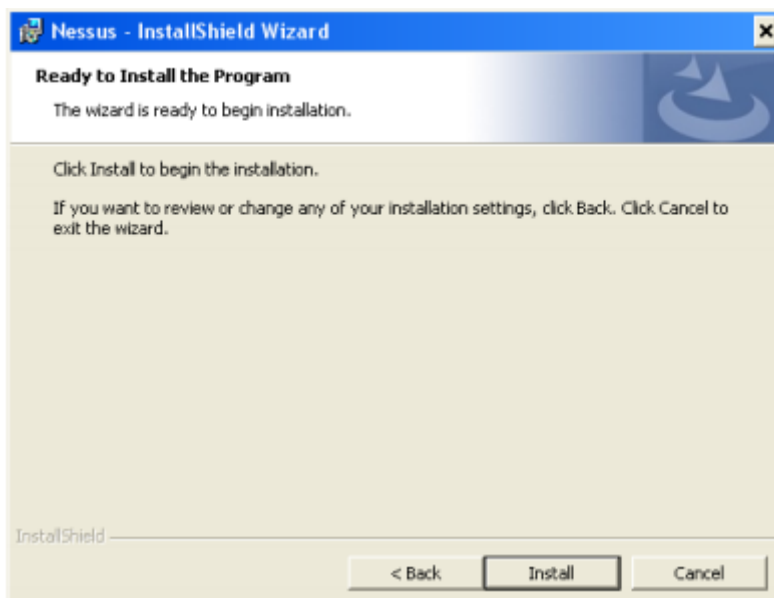 Nessus - InstallShield Wizard
Ready to Install the Program
The wizard is ready to begin installation.
Click Install to begin the installation.
If you want to review or change any of your installation settings, click Back. Click Cancel to
exit the wizard.
InstallShield
< Back Install Cancel